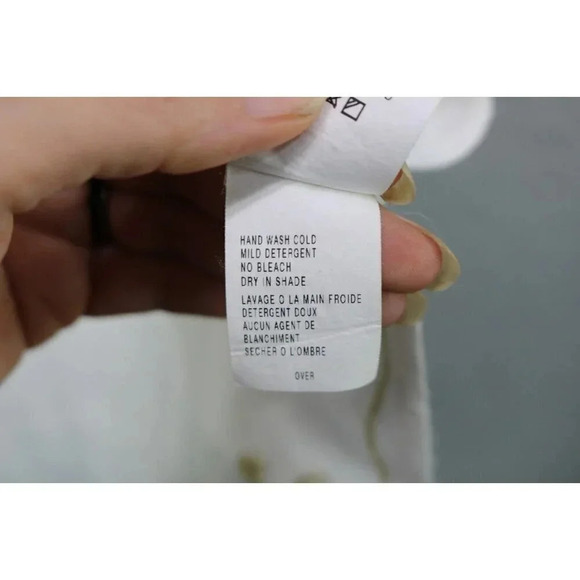 HAND WASH COLD
MILD DETERGENT
NO BLEACH
DRY IN SHADE
LAVAGE O LA MAIN FROIDE
DETERGENT DOUX
AUCUN AGENT DE
BLANCHIMENT
SECHER O L'OMBRE
OVER